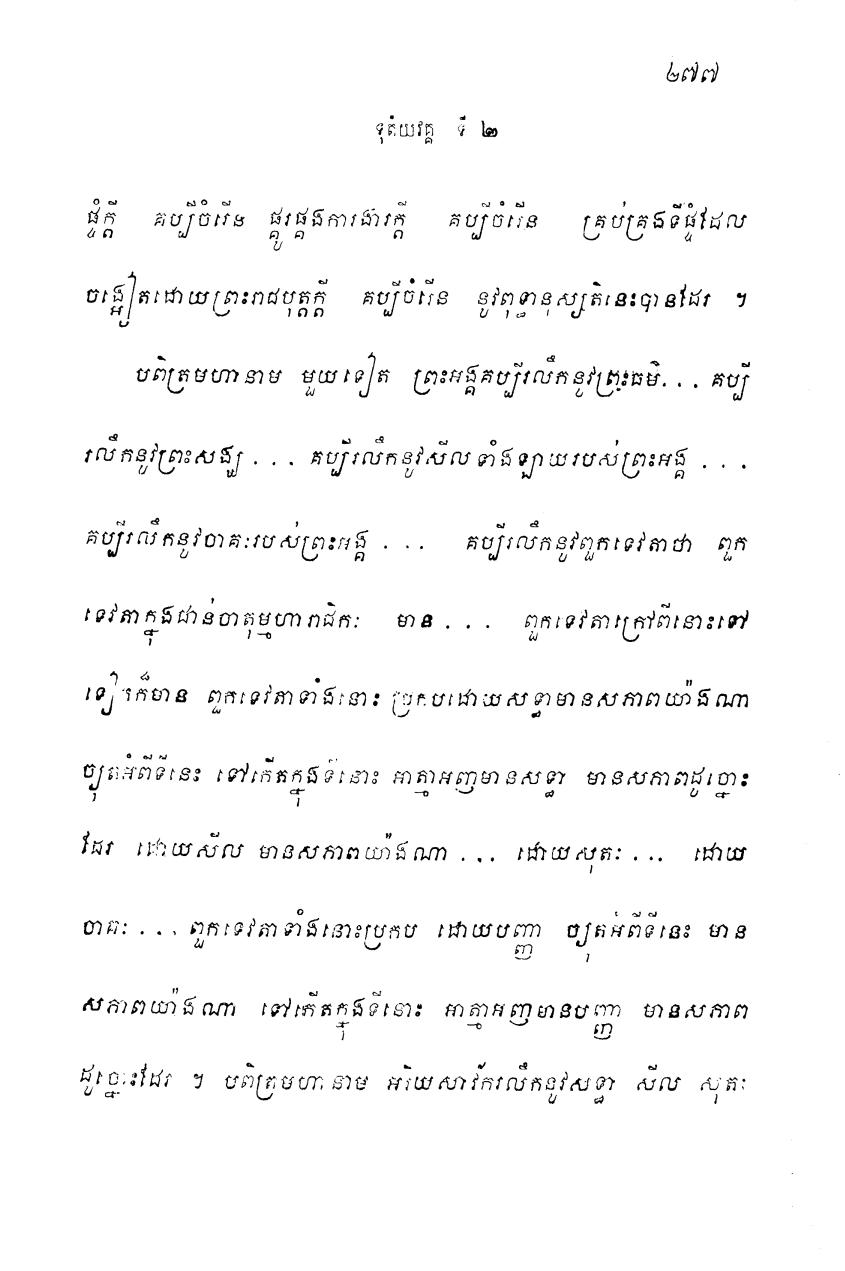 ២៧៧
ទុតិយវគ្គ ទី ២
ផ្ទំក្តី គប្បីចំរើន ផ្គូរផ្គងការងារក្តី គប្បីចំរើន គ្រប់គ្រងទីផ្ទំដែល
ចង្អៀតដោយព្រះរាជបុត្តក្តី គប្បីចំរើន នូវពុទ្ធានុស្សតិនេះបានដែរ ។
បពិត្រមហានាម មួយទៀត ព្រះអង្គគប្បីរលឹកនូវព្រះធម៌... គប្បី
រលឹកនូវព្រះសង្ឃ ... គប្បីរលឹកនូវសីលទាំងឡាយរបស់ព្រះអង្គ ...
គប្បីរលឹកនូវចាគៈរបស់ព្រះអង្គ ... គប្បីរលឹកនូវពួកទេវតាថា ពួក
ទេវតាក្នុងជាន់ចាតុម្មហារាជិកៈ មាន ... ពួកទេវតាក្រៅពីនោះទៅ
ទៀតក៏មាន ពួកទេវតាទាំងនោះ ប្រកបដោយសទ្ធាមានសភាពយ៉ាងណា
ច្យុតអំពីទីនេះ ទៅកើតក្នុងទីនោះ អាត្មាអញមានសទ្ធា មានសភាពដូច្នោះ
ដែរ ដោយសីល មានសភាពយ៉ាងណា ... ដោយសុតៈ ... ដោយ
ចាគៈ ... ពួកទេវតាទាំងនោះប្រកប ដោយបញ្ញា ច្យុតអំពីទីនេះ មាន
សភាពយ៉ាងណា ទៅកើតក្នុងទីនោះ អាត្មាអញមានបញ្ញា មានសភាព
ដូច្នោះដែរ ។ បពិត្រមហានាម អរិយសាវ័ករលឹកនូវសទ្ធា សីល សុតៈ